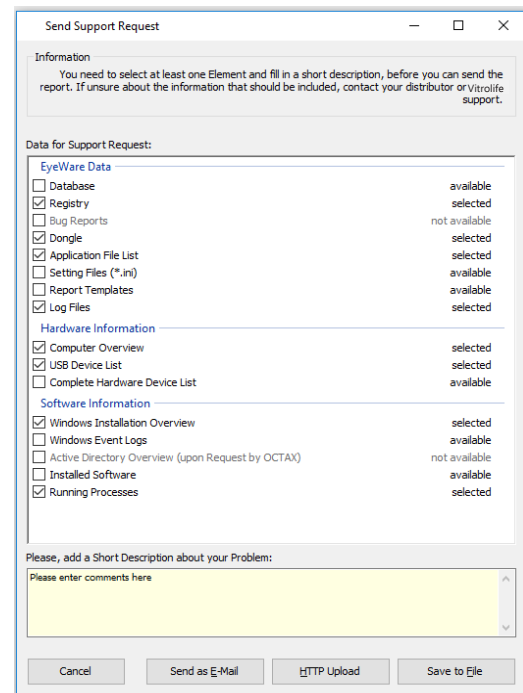 Send Support Request
Information
You need to select at least one Element and fill in a short description, before you can send the
report. If unsure about the information that should be included, contact your distributor or Vitrolife
support.
Data for Support Request:
EyeWare Data
Database available
Registry selected
Bug Reports not available
Dongle selected
Application File List selected
Setting Files (*.ini) available
Report Templates available
Log Files selected
Hardware Information
Computer Overview selected
USB Device List selected
Complete Hardware Device List available
Software Information
Windows Installation Overview selected
Windows Event Logs available
Active Directory Overview (upon Request by OCTAX) not available
Installed Software available
Running Processes selected
Please, add a Short Description about your Problem:
Please enter comments here
Cancel Send as E-Mail HTTP Upload Save to File